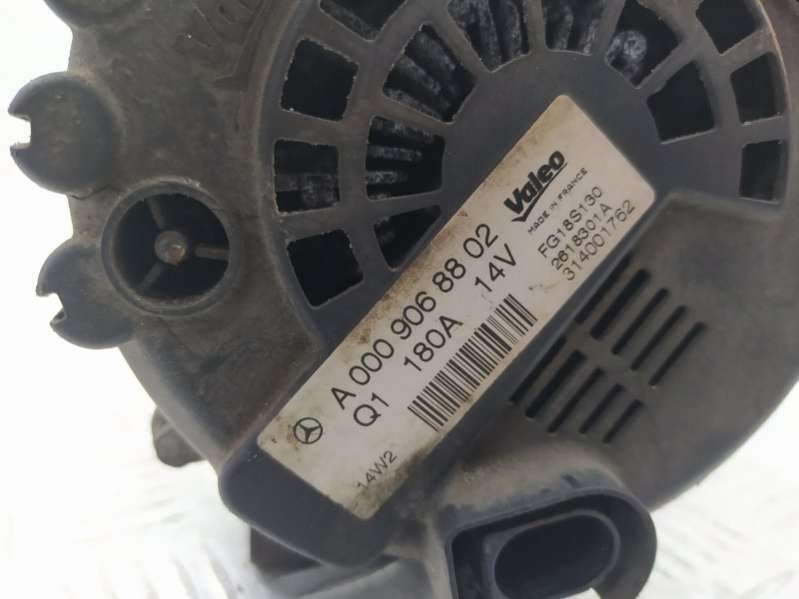 Valeo
MADE IN FRANCE
FG18S130
2618301A
314001762
A 000 906 88 02
Q1 180A 14V
14W2